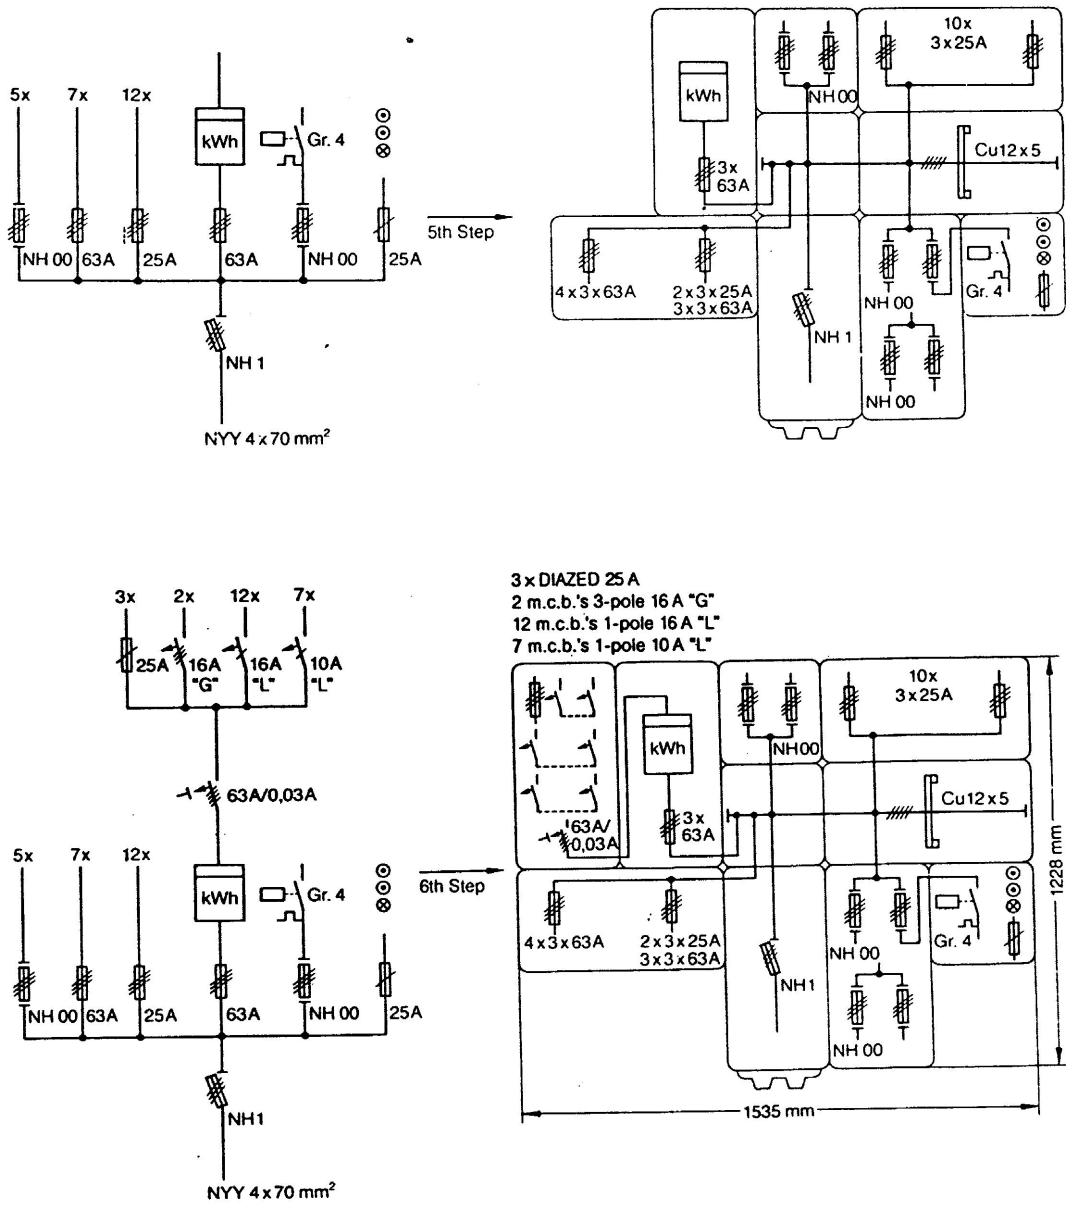 5x 7x 12x
kWh
Gr. 4
NH 00 63A 25A 63A NH 00 25A
NH 1
NYY 4 x 70 mm²
5th Step
10x
3 x 25A
NH 00
kWh
3x
63A
Cu12 x 5
4 x 3 x 63A
2 x 3 x 25A
3 x 3 x 63A
NH 1
NH 00
Gr. 4
NH 00
3x 2x 12x 7x
25A 16A 16A 10A
"G" "L" "L"
63A/0,03A
5x 7x 12x
kWh
Gr. 4
NH 00 63A 25A 63A NH 00 25A
NH1
NYY 4 x 70 mm²
6th Step
3 x DIAZED 25 A
2 m.c.b.'s 3-pole 16 A "G"
12 m.c.b.'s 1-pole 16 A "L"
7 m.c.b.'s 1-pole 10 A "L"
10x
3 x 25A
NH00
kWh
63A/
0,03A
3x
63A
Cu12 x 5
4 x 3 x 63A
2 x 3 x 25A
3 x 3 x 63A
NH1
NH 00
Gr. 4
NH 00
1228 mm
1535 mm